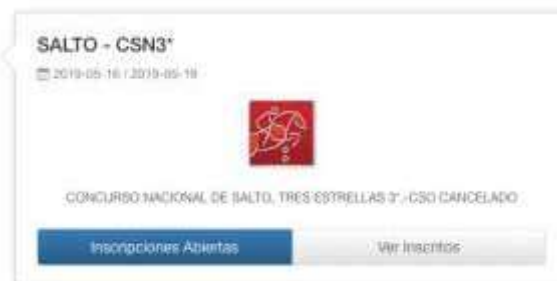 SALTO - CSN3*
2019-05-16 / 2019-05-19
CONCURSO NACIONAL DE SALTO, TRES ESTRELLAS 3*.-CSO CANCELADO
Inscripciones Abiertas
Ver Inscritos